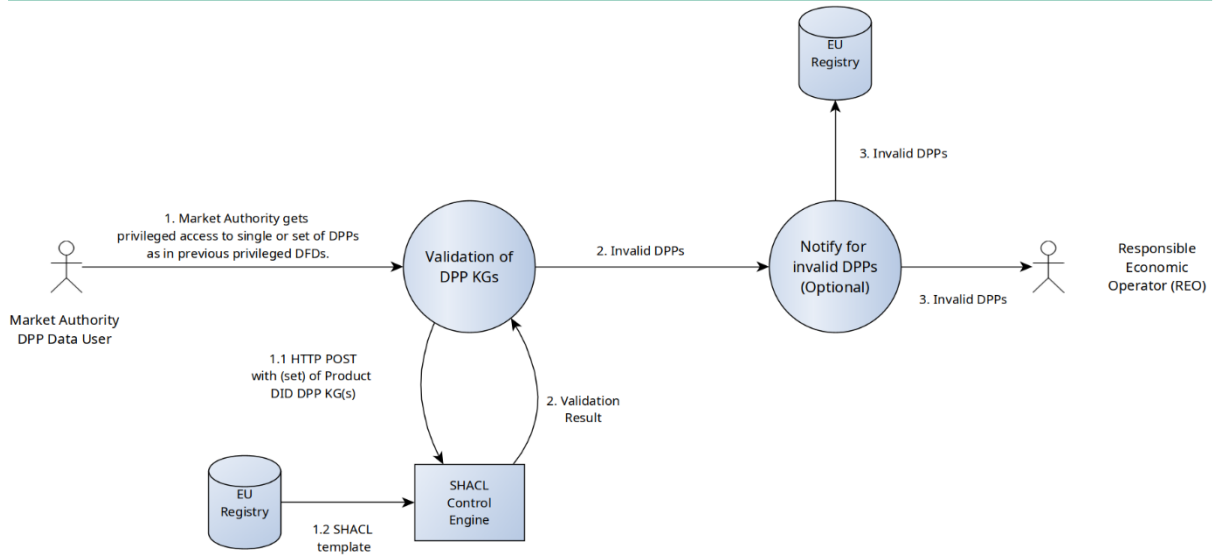 EU
Registry
3. Invalid DPPs
1. Market Authority gets
privileged access to single or set of DPPs
as in previous privileged DFDs.
Validation of
DPP KGs
2. Invalid DPPs
Notify for
invalid DPPs
(Optional)
3. Invalid DPPs
Responsible
Economic
Operator (REO)
Market Authority
DPP Data User
1.1 HTTP POST
with (set) of Product
DID DPP KG(s)
2. Validation
Result
EU
Registry
1.2 SHACL
template
SHACL
Control
Engine